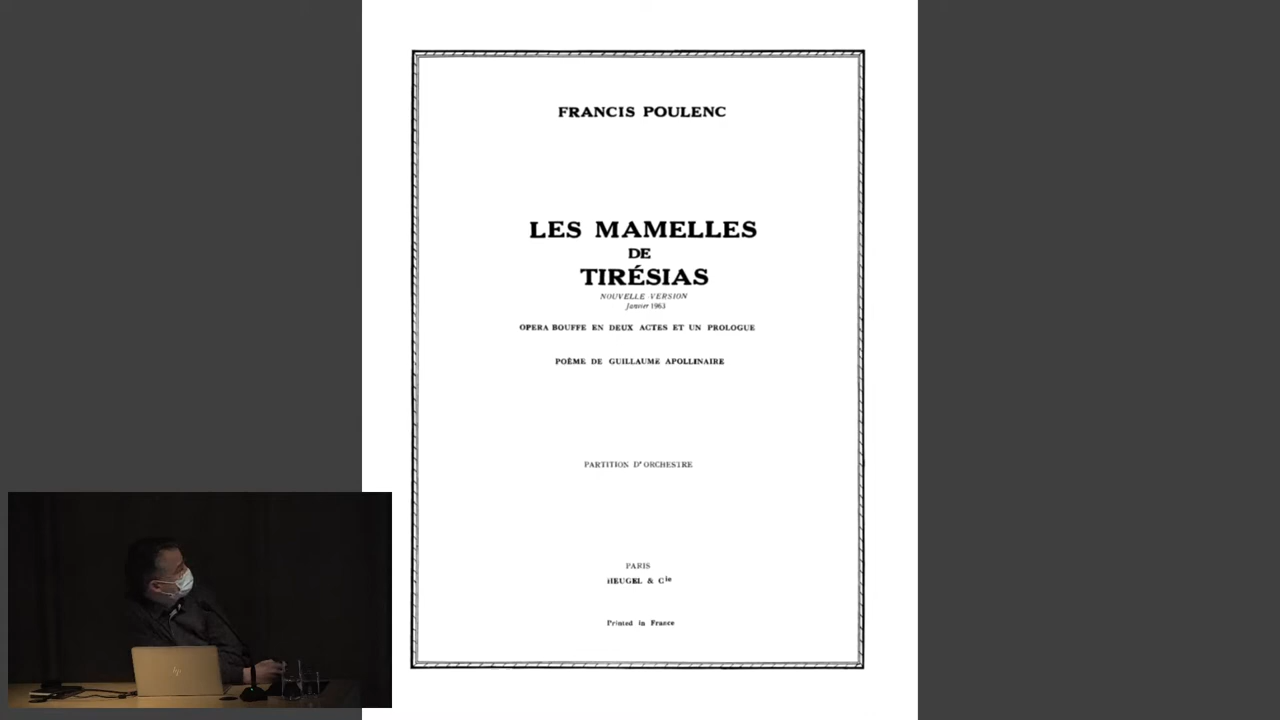 FRANCIS POULENC
LES MAMELLES
DE
TIRÉSIAS
NOUVELLE VERSION
Janvier 1963
OPERA BOUFFE EN DEUX ACTES ET UN PROLOGUE
POÈME DE GUILLAUME APOLLINAIRE
PARTITION D'ORCHESTRE
PARIS
HEUGEL & Cie
Printed in France
hp